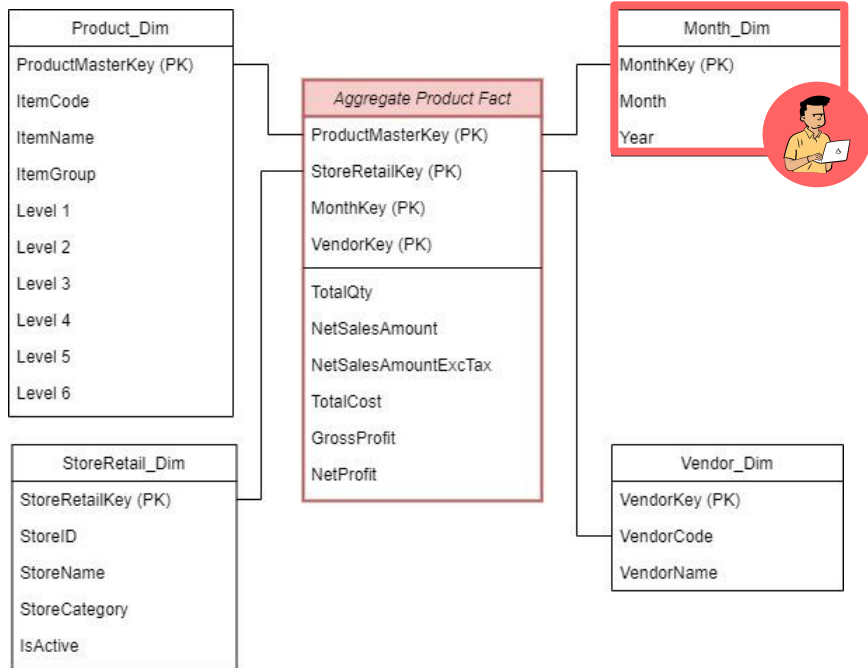 Product_Dim
ProductMasterKey (PK)
ItemCode
ItemName
ItemGroup
Level 1
Level 2
Level 3
Level 4
Level 5
Level 6
Aggregate Product Fact
ProductMasterKey (PK)
StoreRetailKey (PK)
MonthKey (PK)
VendorKey (PK)
TotalQty
NetSalesAmount
NetSalesAmountExcTax
TotalCost
GrossProfit
NetProfit
Month_Dim
MonthKey (PK)
Month
Year
StoreRetail_Dim
StoreRetailKey (PK)
StoreID
StoreName
StoreCategory
IsActive
Vendor_Dim
VendorKey (PK)
VendorCode
VendorName